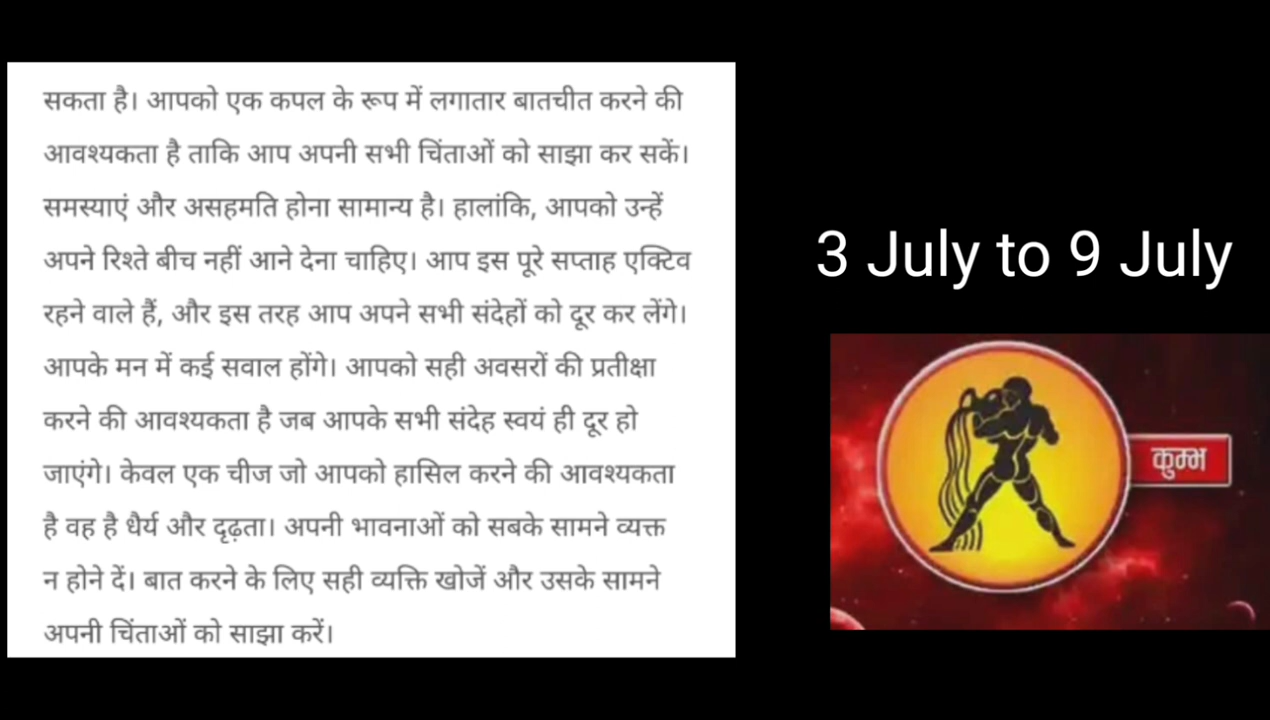 सकता है। आपको एक कपल के रूप में लगातार बातचीत करने की
आवश्यकता है ताकि आप अपनी सभी चिंताओं को साझा कर सकें।
समस्याएं और असहमति होना सामान्य है। हालांकि, आपको उन्हें
अपने रिश्ते बीच नहीं आने देना चाहिए। आप इस पूरे सप्ताह एक्टिव
रहने वाले हैं, और इस तरह आप अपने सभी संदेहों को दूर कर लेंगे।
आपके मन में कई सवाल होंगे। आपको सही अवसरों की प्रतीक्षा
करने की आवश्यकता है जब आपके सभी संदेह स्वयं ही दूर हो
जाएंगे। केवल एक चीज जो आपको हासिल करने की आवश्यकता
है वह है धैर्य और दृढ़ता। अपनी भावनाओं को सबके सामने व्यक्त
न होने दें। बात करने के लिए सही व्यक्ति खोजें और उसके सामने
अपनी चिंताओं को साझा करें।
3 July to 9 July
कुम्भ